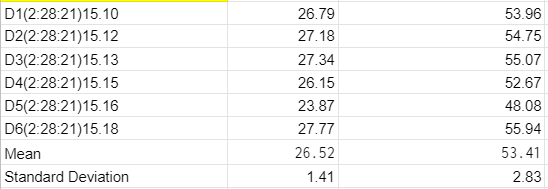 D1(2:28:21)15.10 26.79 53.96
D2(2:28:21)15.12 27.18 54.75
D3(2:28:21)15.13 27.34 55.07
D4(2:28:21)15.15 26.15 52.67
D5(2:28:21)15.16 23.87 48.08
D6(2:28:21)15.18 27.77 55.94
Mean 26.52 53.41
Standard Deviation 1.41 2.83